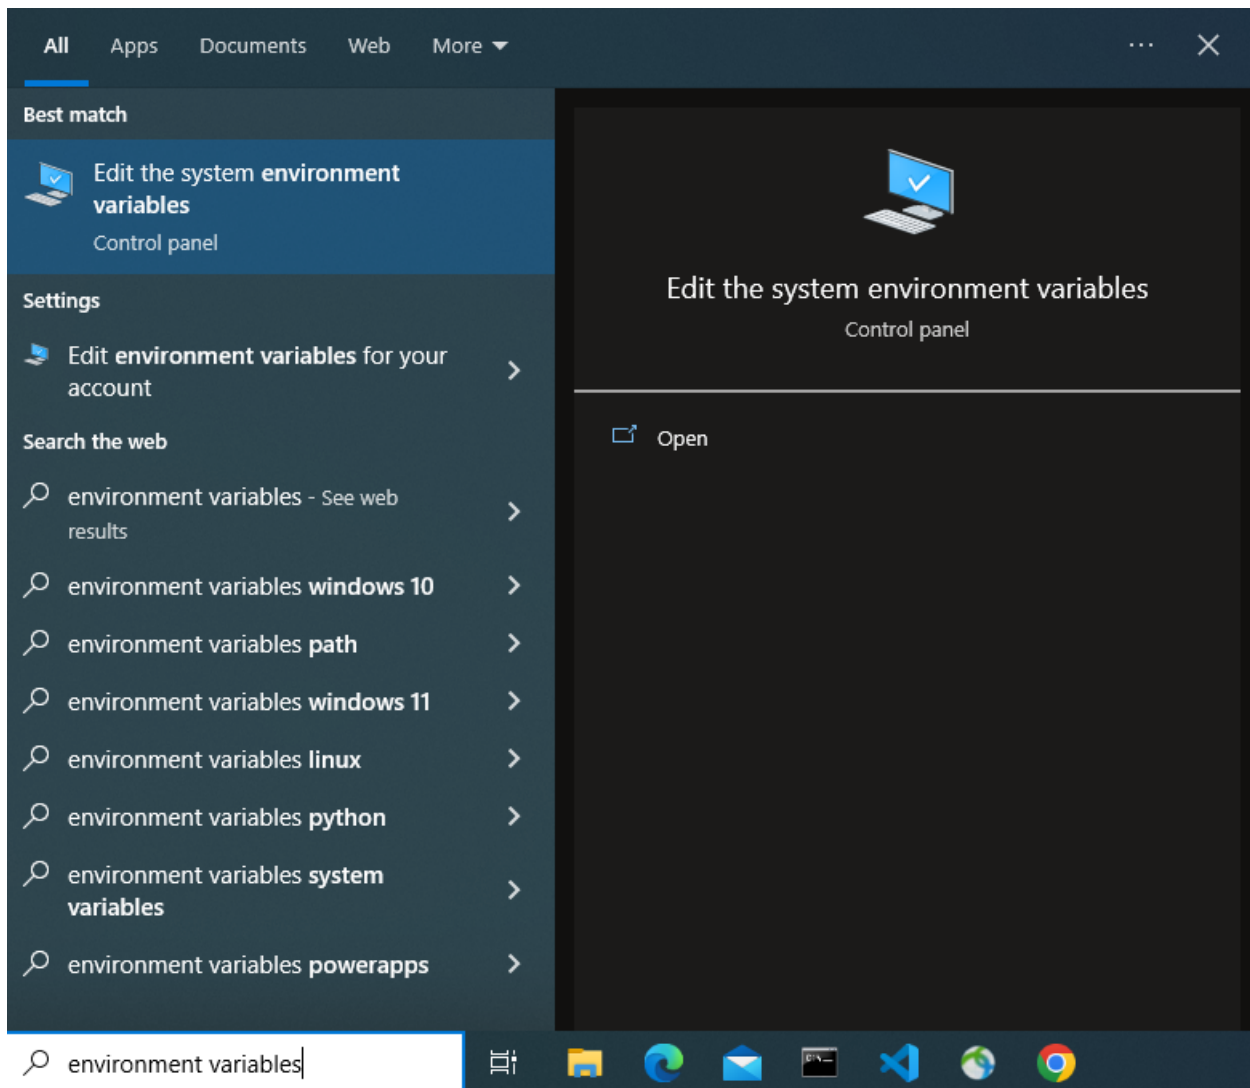 All Apps Documents Web More
Best match
Edit the system environment
variables
Control panel
Settings
Edit environment variables for your
account
Search the web
environment variables - See web
results
environment variables windows 10
environment variables path
environment variables windows 11
environment variables linux
environment variables python
environment variables system
variables
environment variables powerapps
environment variables
Edit the system environment variables
Control panel
Open